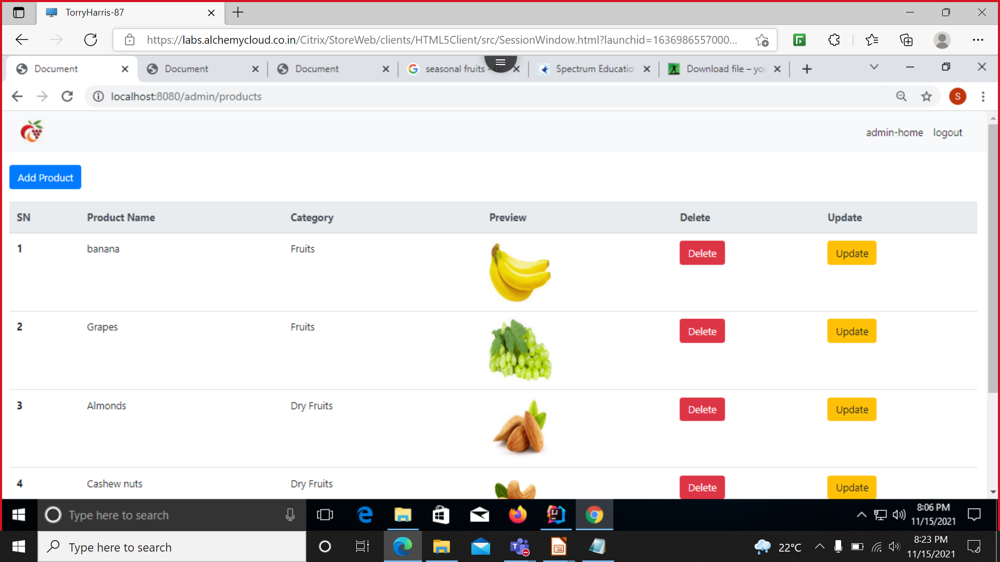 TorryHarris-87
https://labs.alchemycloud.co.in/Citrix/StoreWeb/clients/HTML5Client/src/SessionWindow.html?launchid=1636986557000...
Document Document Document seasonal fruits - Go Spectrum Educatio Download file – you
localhost:8080/admin/products S
admin-home logout
Add Product
SN Product Name Category Preview Delete Update
1 banana Fruits Delete Update
2 Grapes Fruits Delete Update
3 Almonds Dry Fruits Delete Update
4 Cashew nuts Dry Fruits Delete Update
Type here to search 8:06 PM
11/15/2021
Type here to search 22°C 8:23 PM
11/15/2021